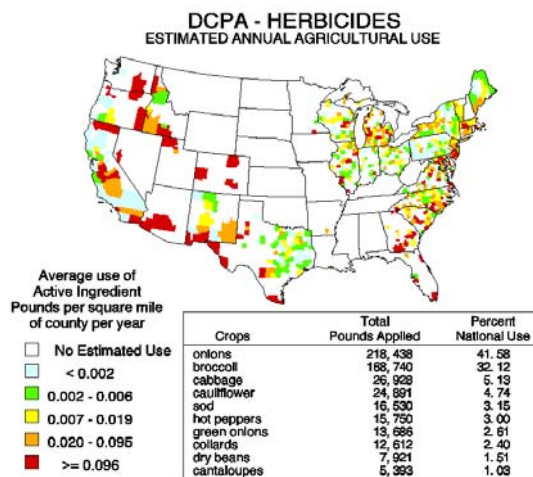 DCPA - HERBICIDES
ESTIMATED ANNUAL AGRICULTURAL USE
Average use of
Active Ingredient
Pounds per square mile
of county per year
No Estimated Use
< 0.002
0.002 - 0.006
0.007 - 0.019
0.020 - 0.095
>= 0.096
Crops Total Pounds Applied Percent National Use
onions 218,438 41.58
broccoli 168,740 32.12
cabbage 26,928 5.13
cauliflower 24,891 4.74
sod 16,530 3.15
hot peppers 15,750 3.00
green onions 13,686 2.61
collards 12,612 2.40
dry beans 7,921 1.51
cantaloupes 5,393 1.03